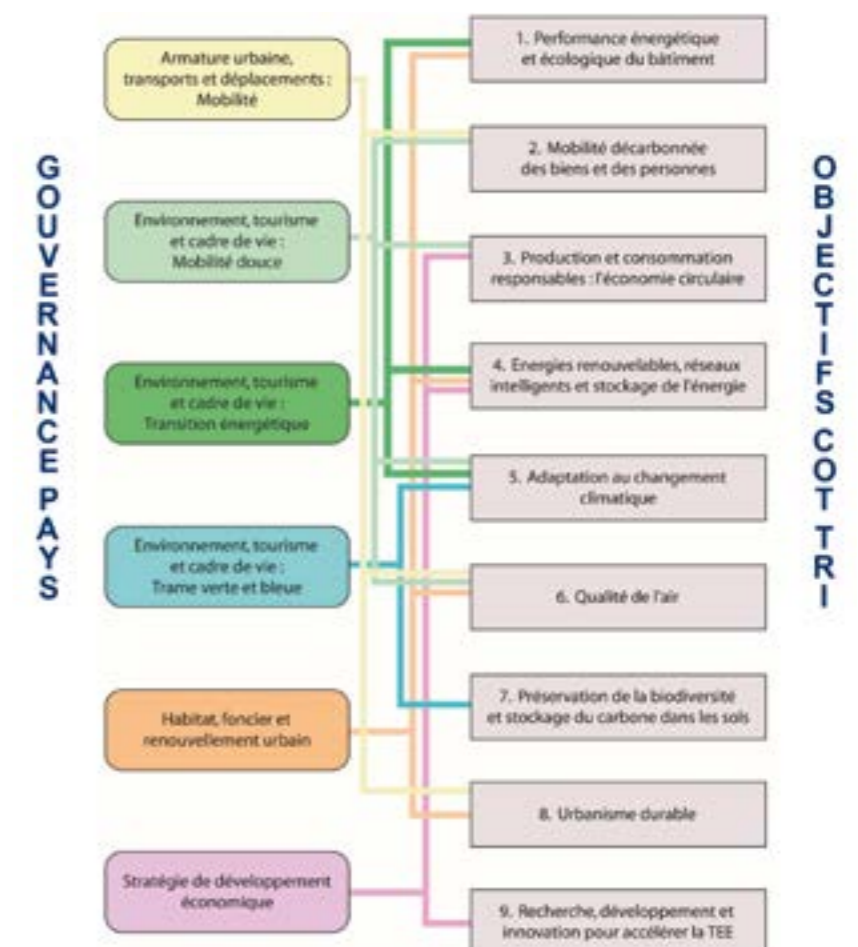 GOUVERNANCE PAYS
Armature urbaine,
transports et déplacements :
Mobilité
Environnement, tourisme
et cadre de vie :
Mobilité douce
Environnement, tourisme
et cadre de vie :
Transition énergétique
Environnement, tourisme
et cadre de vie :
Trame verte et bleue
Habitat, foncier et
renouvellement urbain
Stratégie de développement
économique
1. Performance énergétique
et écologique du bâtiment
2. Mobilité décarbonnée
des biens et des personnes
3. Production et consommation
responsables : l'économie circulaire
4. Énergies renouvelables, réseaux
intelligents et stockage de l'énergie
5. Adaptation au changement
climatique
6. Qualité de l'air
7. Préservation de la biodiversité
et stockage du carbone dans les sols
8. Urbanisme durable
9. Recherche, développement et
innovation pour accélérer la TEE
OBJECTIFS COT TRI